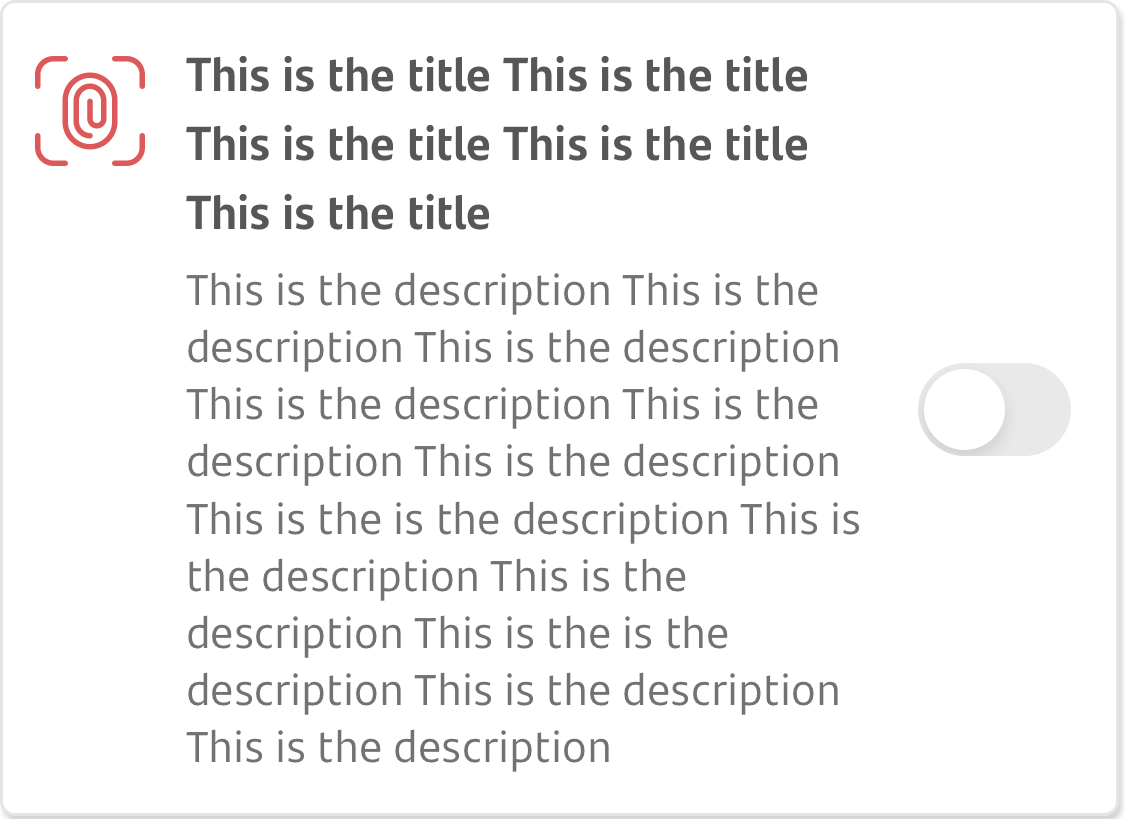 This is the title This is the title
This is the title This is the title
This is the title
This is the description This is the
description This is the description
This is the description This is the
description This is the description
This is the is the description This is
the description This is the
description This is the is the
description This is the description
This is the description